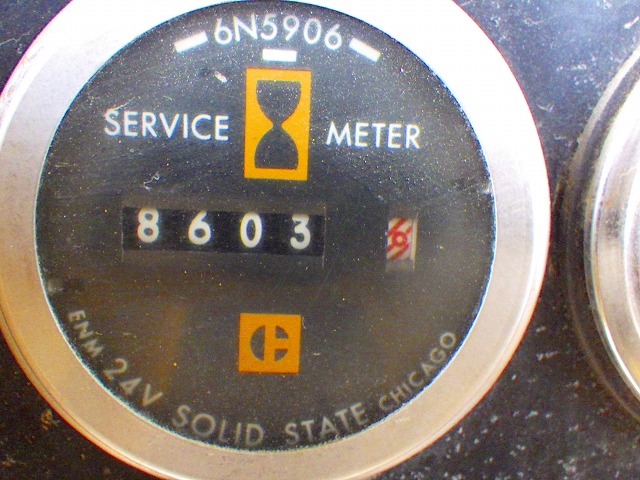 6N5906
SERVICE METER
8603
ENM 24V SOLID STATE CHICAGO